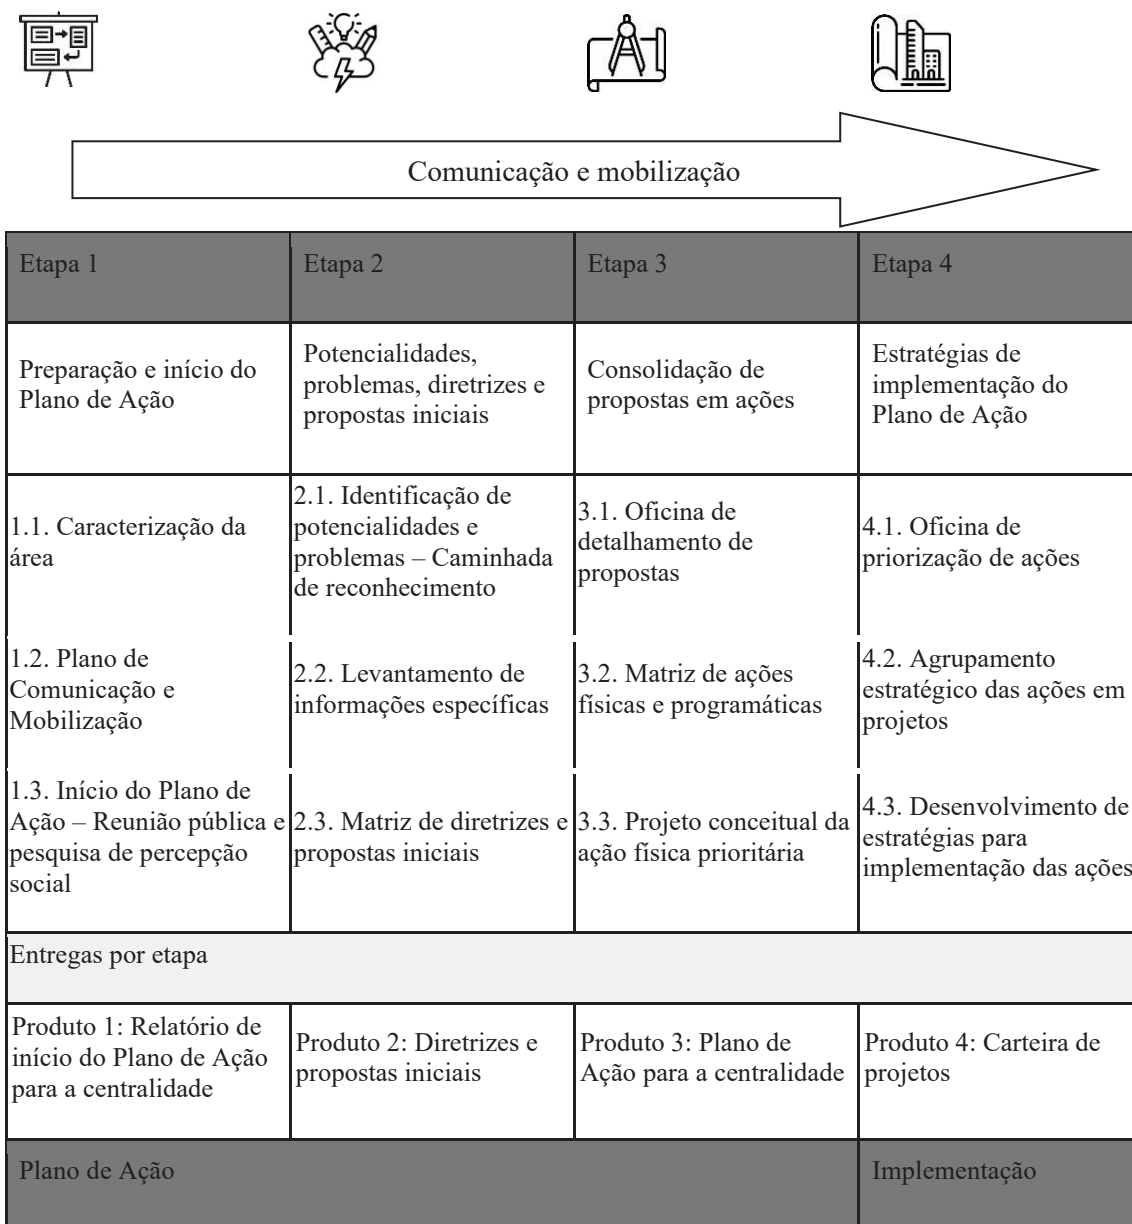 Comunicação e mobilização
Etapa 1
Etapa 2
Etapa 3
Etapa 4
Preparação e início do
Plano de Ação
Potencialidades,
problemas, diretrizes e
propostas iniciais
Consolidação de
propostas em ações
Estratégias de
implementação do
Plano de Ação
1.1. Caracterização da
área
2.1. Identificação de
potencialidades e
problemas – Caminhada
de reconhecimento
3.1. Oficina de
detalhamento de
propostas
4.1. Oficina de
priorização de ações
1.2. Plano de
Comunicação e
Mobilização
2.2. Levantamento de
informações específicas
3.2. Matriz de ações
físicas e programáticas
4.2. Agrupamento
estratégico das ações em
projetos
1.3. Início do Plano de
Ação – Reunião pública e
pesquisa de percepção
social
2.3. Matriz de diretrizes e
propostas iniciais
3.3. Projeto conceitual da
ação física prioritária
4.3. Desenvolvimento de
estratégias para
implementação das ações
Entregas por etapa
Produto 1: Relatório de
início do Plano de Ação
para a centralidade
Produto 2: Diretrizes e
propostas iniciais
Produto 3: Plano de
Ação para a centralidade
Produto 4: Carteira de
projetos
Plano de Ação
Implementação